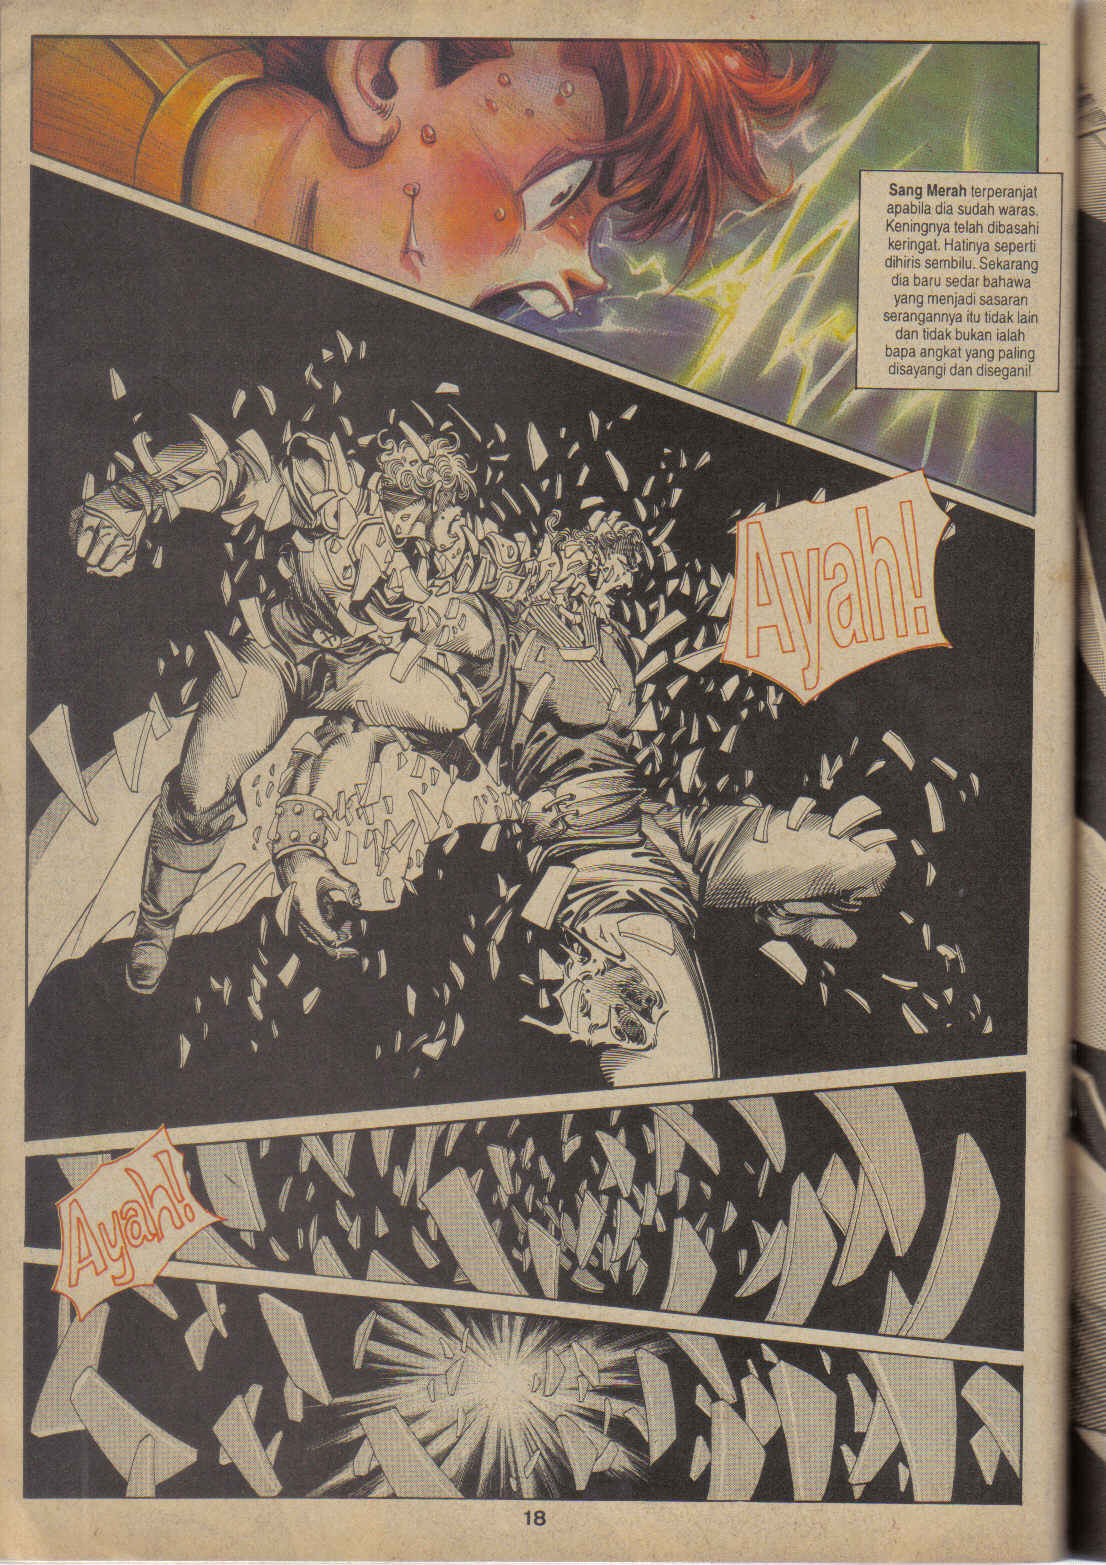 Sang Merah terperanjat
apabila dia sudah waras.
Keningnya telah dibasahi
keringat. Hatinya seperti
dihiris sembilu. Sekarang
dia baru sedar bahawa
yang menjadi sasaran
serangannya itu tidak lain
dan tidak bukan ialah
bapa angkat yang paling
disayangi dan disegani!
Ayah!
Ayah!
18